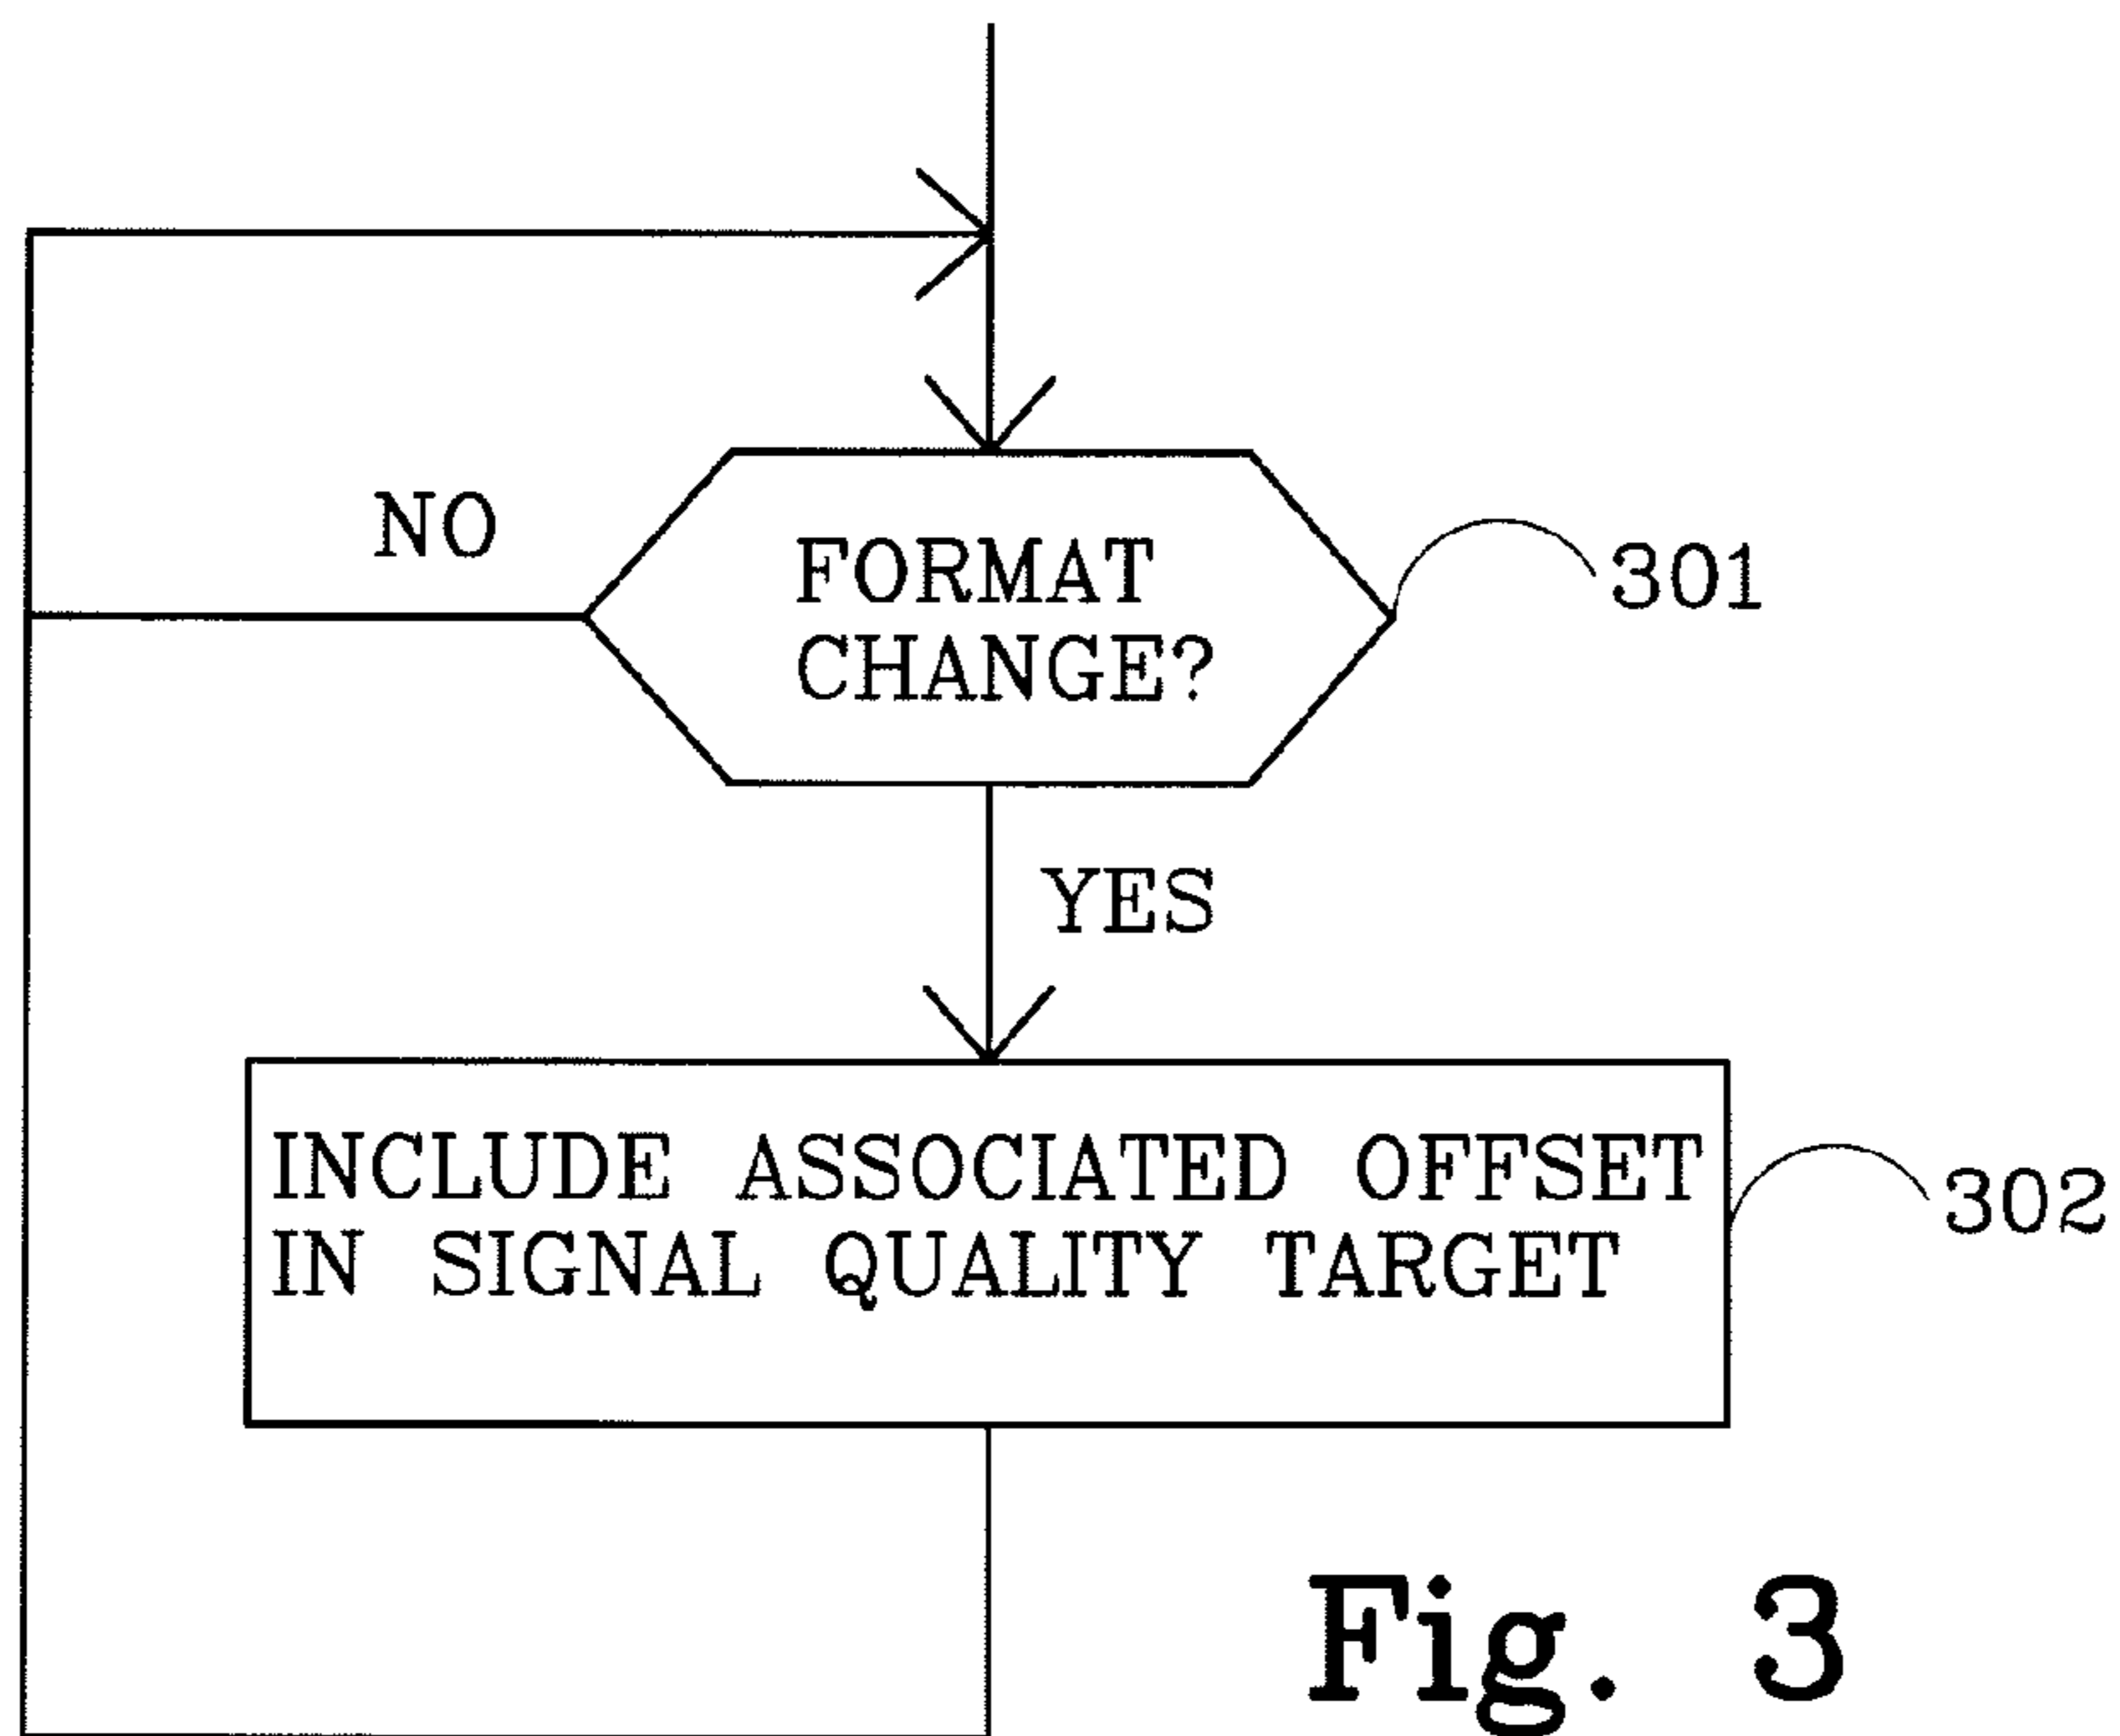 NO
FORMAT
CHANGE?
301
YES
INCLUDE ASSOCIATED OFFSET
IN SIGNAL QUALITY TARGET
302
Fig. 3